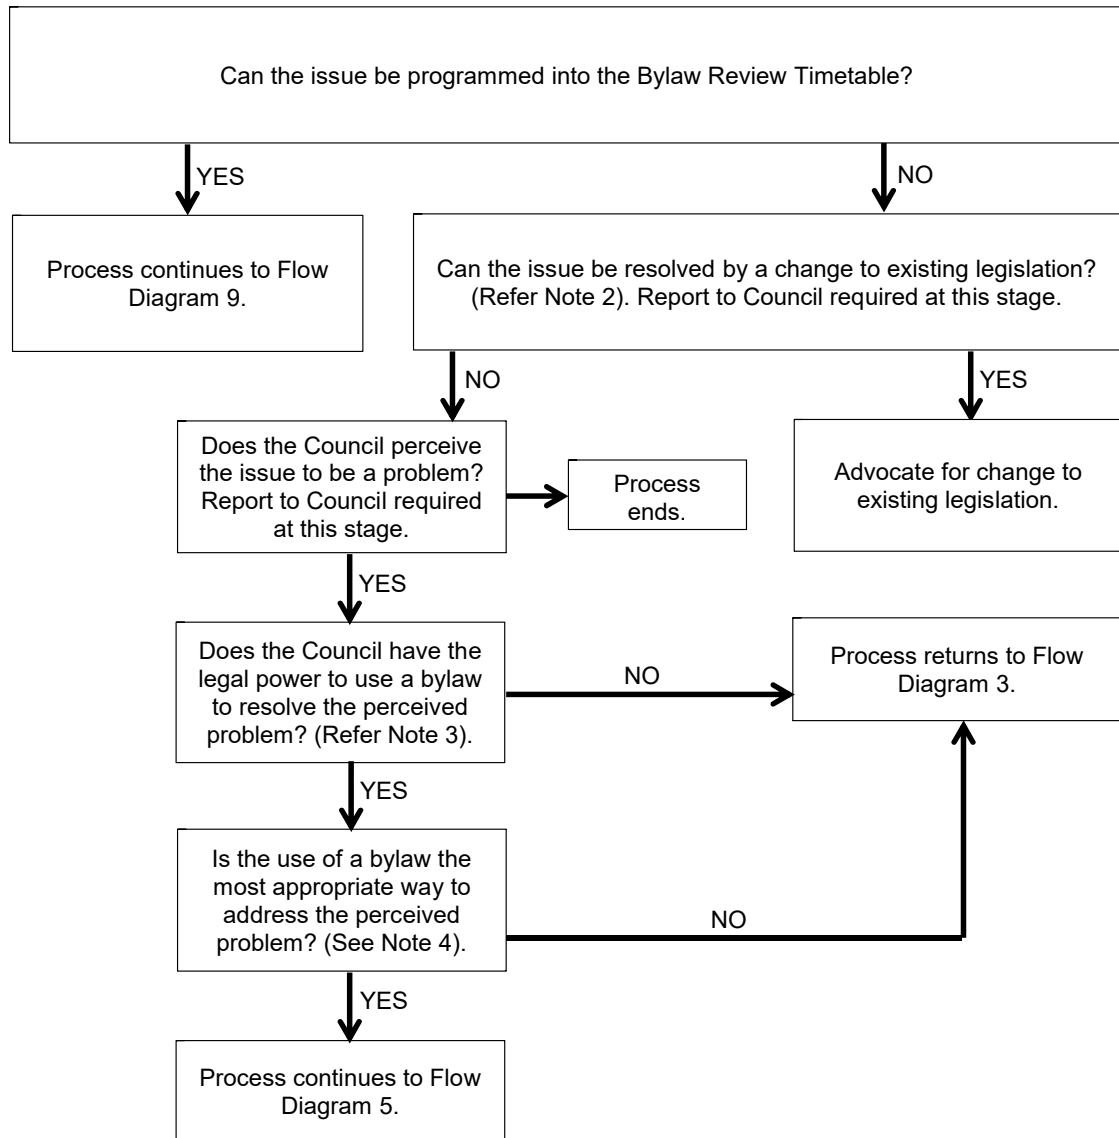 Can the issue be programmed into the Bylaw Review Timetable?
YES
NO
Process continues to Flow
Diagram 9.
Can the issue be resolved by a change to existing legislation?
(Refer Note 2). Report to Council required at this stage.
NO
YES
Does the Council perceive
the issue to be a problem?
Report to Council required
at this stage.
Process
ends.
Advocate for change to
existing legislation.
YES
Does the Council have the
legal power to use a bylaw
to resolve the perceived
problem? (Refer Note 3).
NO
Process returns to Flow
Diagram 3.
YES
Is the use of a bylaw the
most appropriate way to
address the perceived
problem? (See Note 4).
NO
YES
Process continues to Flow
Diagram 5.